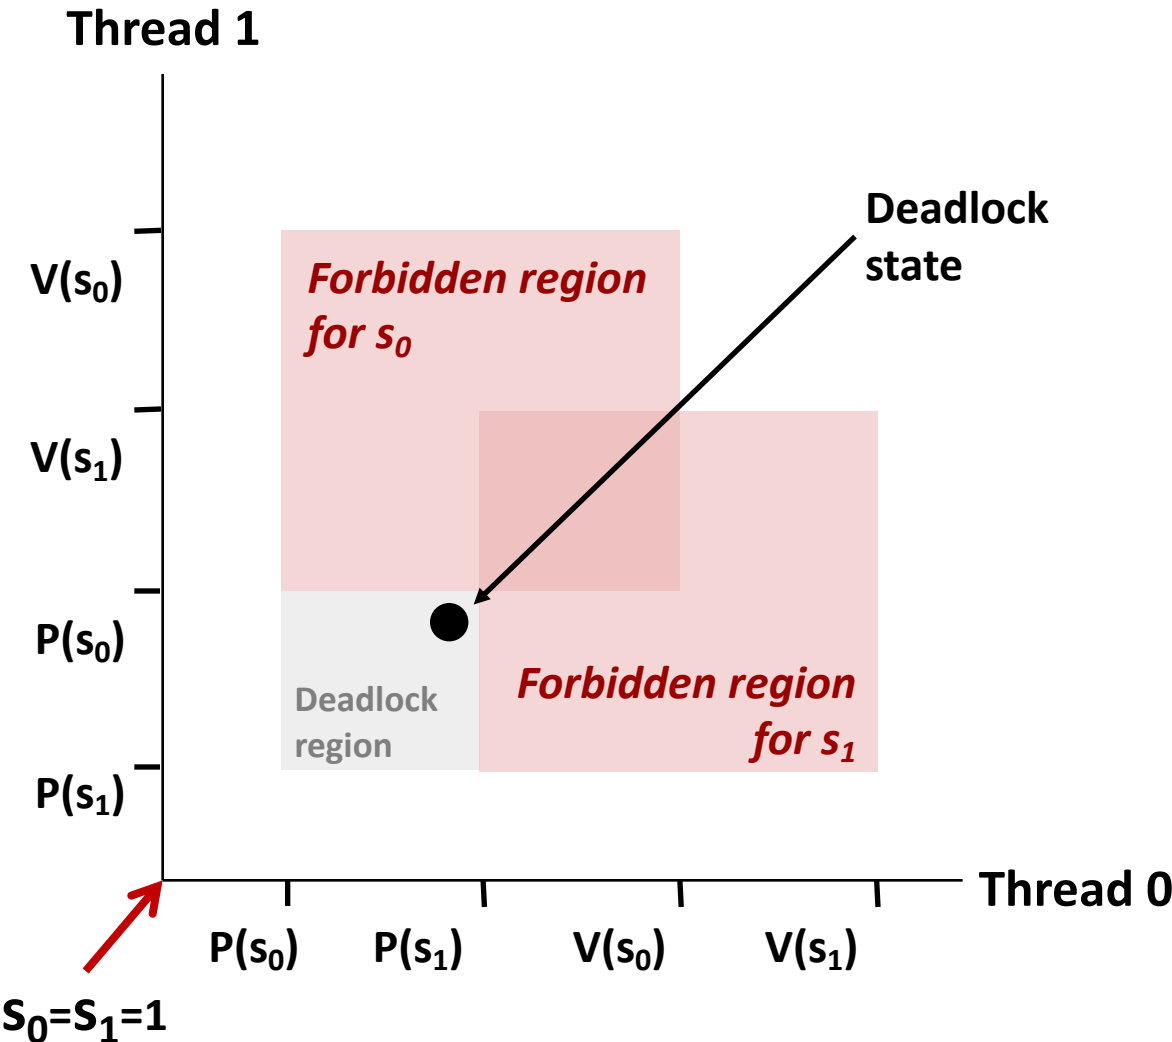 Thread 1
Deadlock
state
V(s₀)
Forbidden region
for s₀
V(s₁)
P(s₀)
Forbidden region
for s₁
Deadlock
region
P(s₁)
Thread 0
P(s₀) P(s₁) V(s₀) V(s₁)
s₀=s₁=1